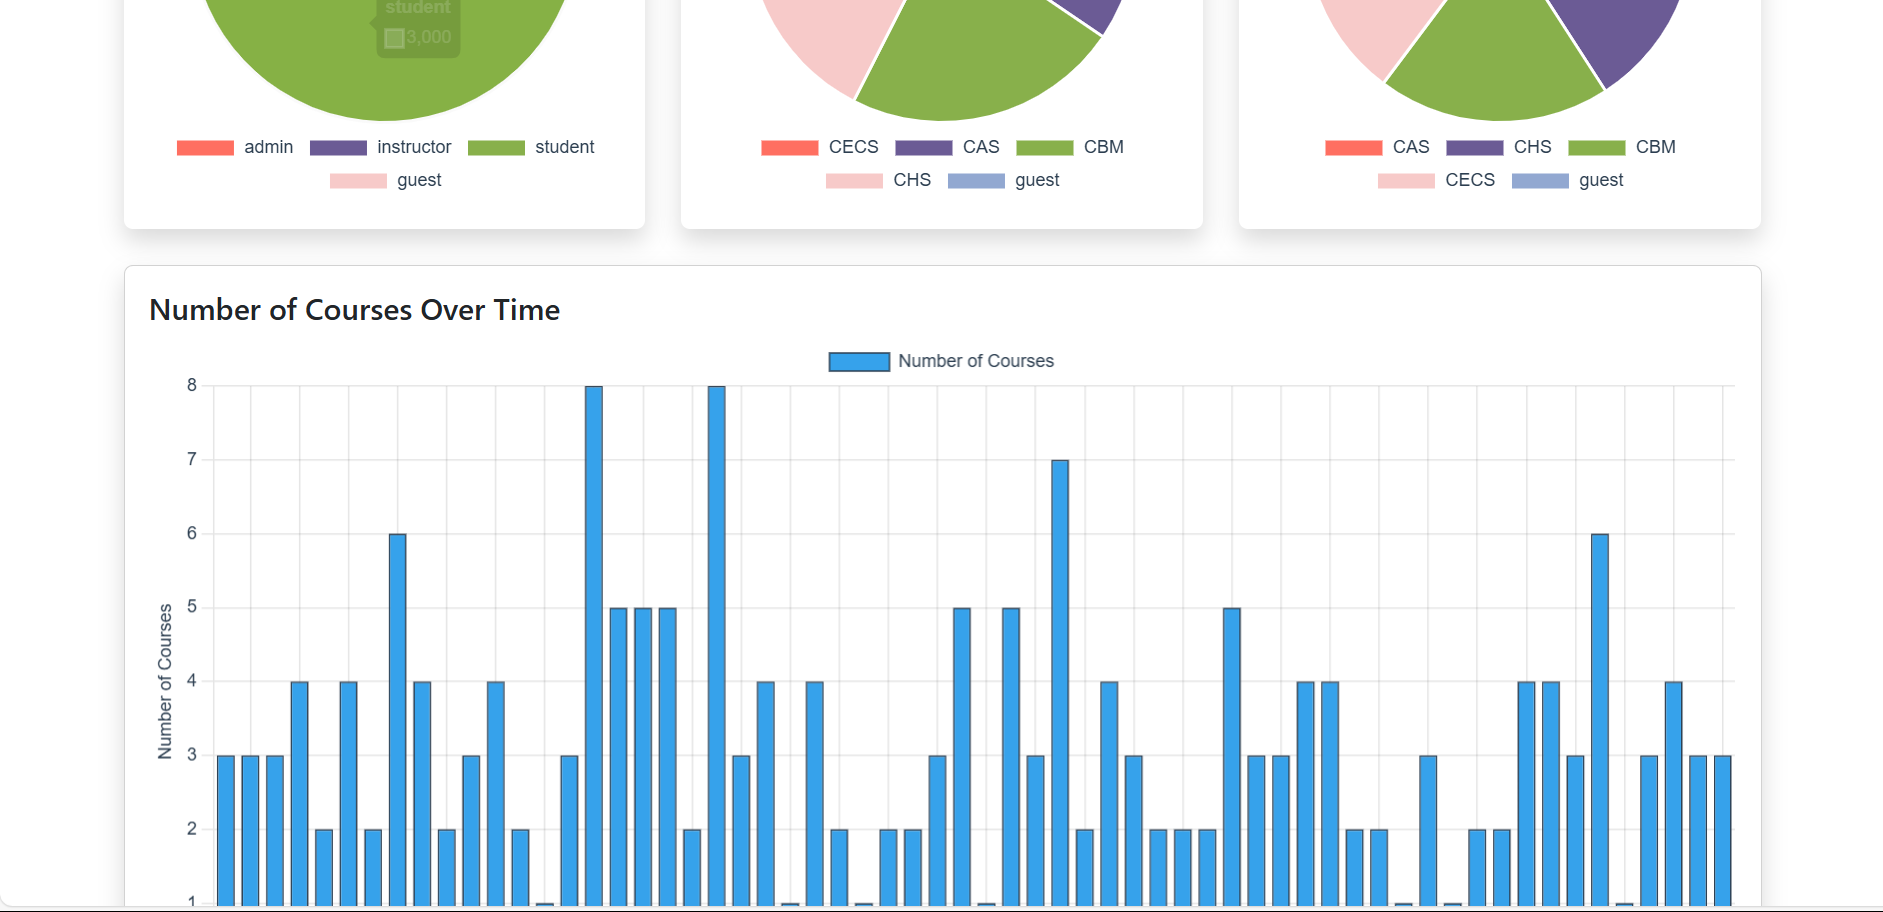 student
3,000
admin instructor student
guest
CECS CAS CBM
CHS guest
CAS CHS CBM
CECS guest
Number of Courses Over Time
Number of Courses
8
7
6
5
4
3
2
1
Number of Courses